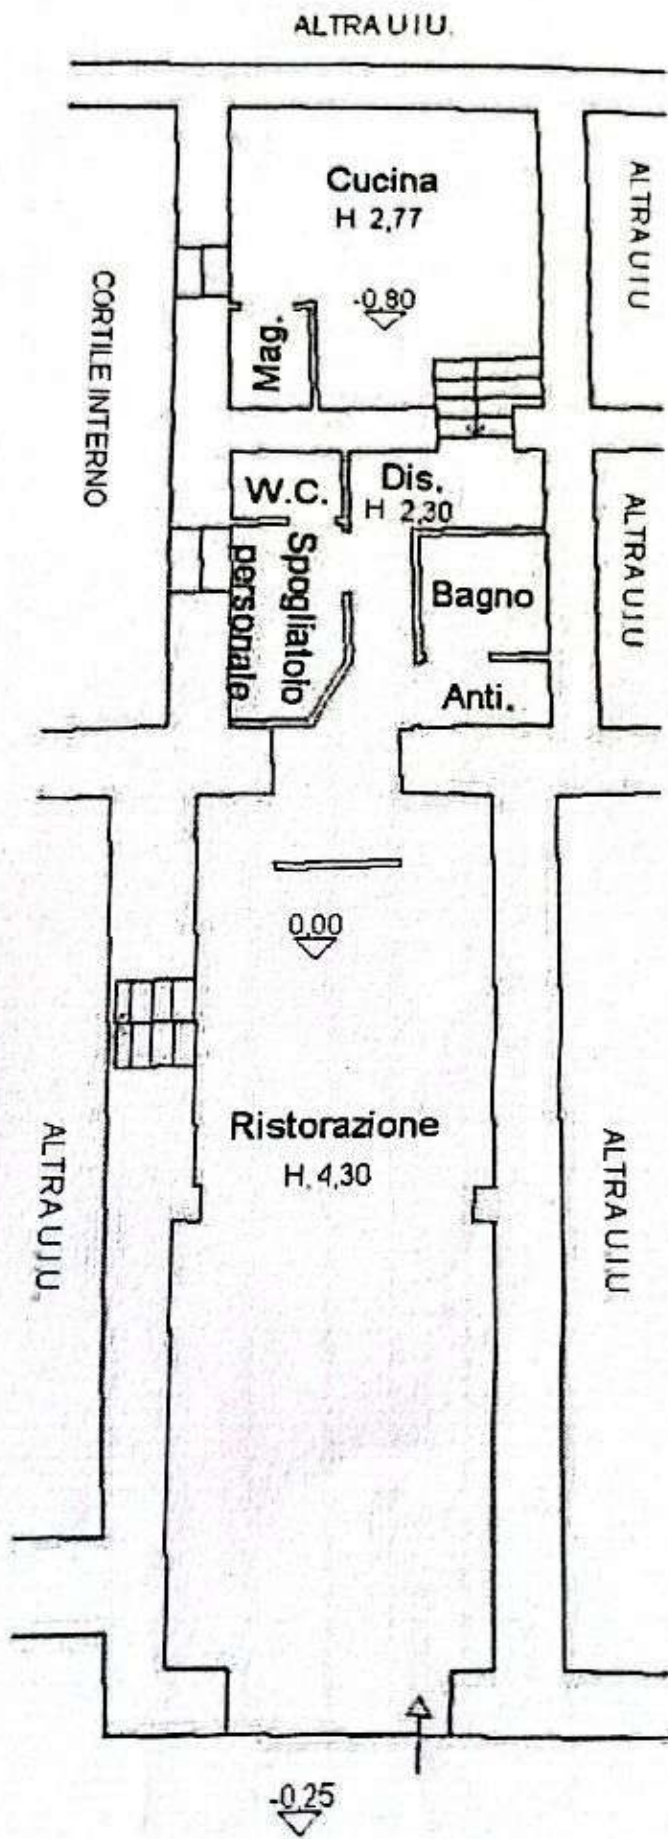 ALTRA U I U.
Cucina
H 2,77
-0,80
ALTRA U I U
CORTILE INTERNO
Mag.
W.C.
Dis.
H 2,30
ALTRA U I U
Spogliatoio
personale
Bagno
Anti.
0,00
Ristorazione
H. 4,30
ALTRA U I U.
ALTRA U.I.U
-0,25